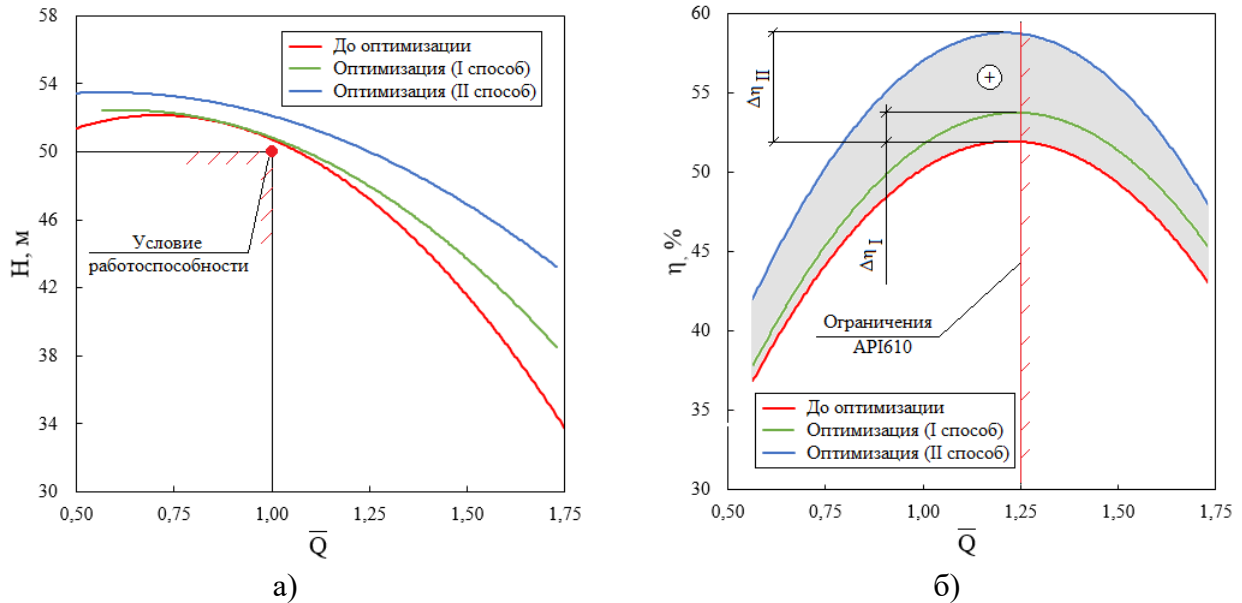 58
54
50
46
42
38
34
30
H, м
До оптимизации
Оптимизация (I способ)
Оптимизация (II способ)
Условие
работоспособности
0,50
0,75
1,00
1,25
1,50
1,75
Q̅
а)
60
55
50
45
40
35
30
η, %
Δη II
Δη I
+
Ограничения
API610
До оптимизации
Оптимизация (I способ)
Оптимизация (II способ)
0,50
0,75
1,00
1,25
1,50
1,75
Q̅
б)